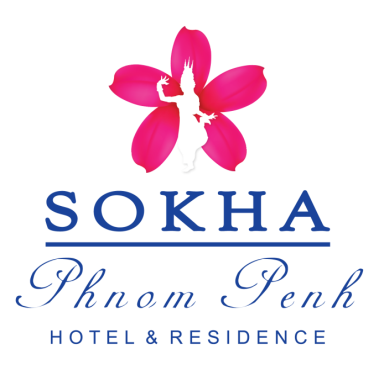 SOKHA
Phnom Penh
HOTEL & RESIDENCE